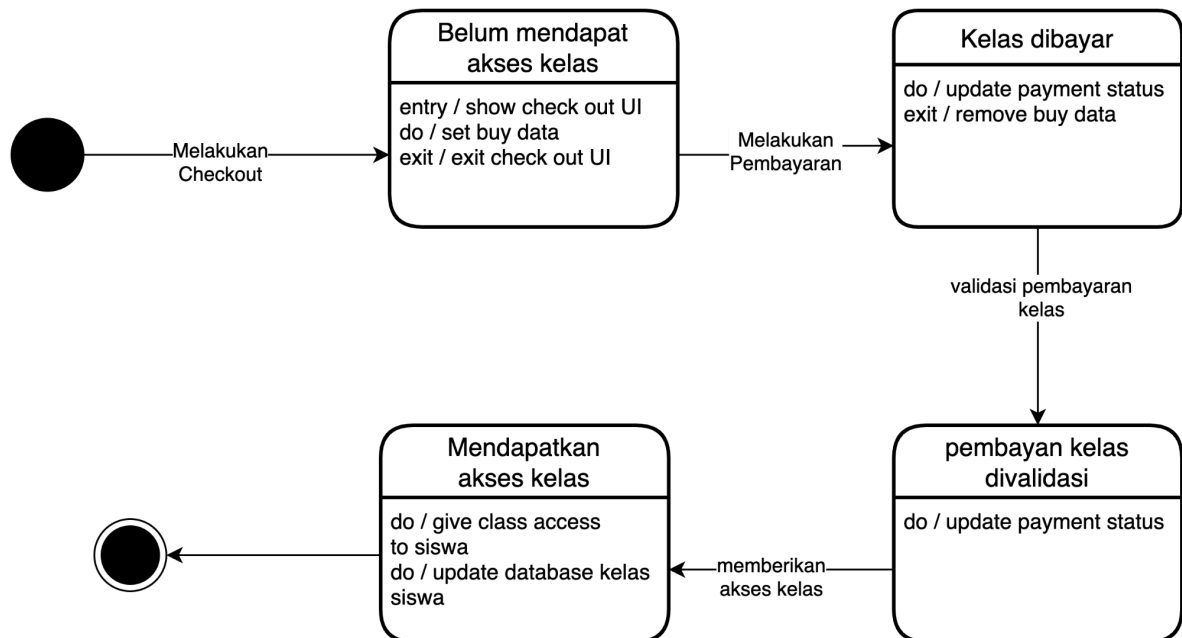 Belum mendapat
akses kelas
entry / show check out UI
do / set buy data
exit / exit check out UI
Kelas dibayar
do / update payment status
exit / remove buy data
Melakukan
Checkout
Melakukan
Pembayaran
validasi pembayaran
kelas
Mendapatkan
akses kelas
do / give class access
to siswa
do / update database kelas
siswa
memberikan
akses kelas
pembayan kelas
divalidasi
do / update payment status